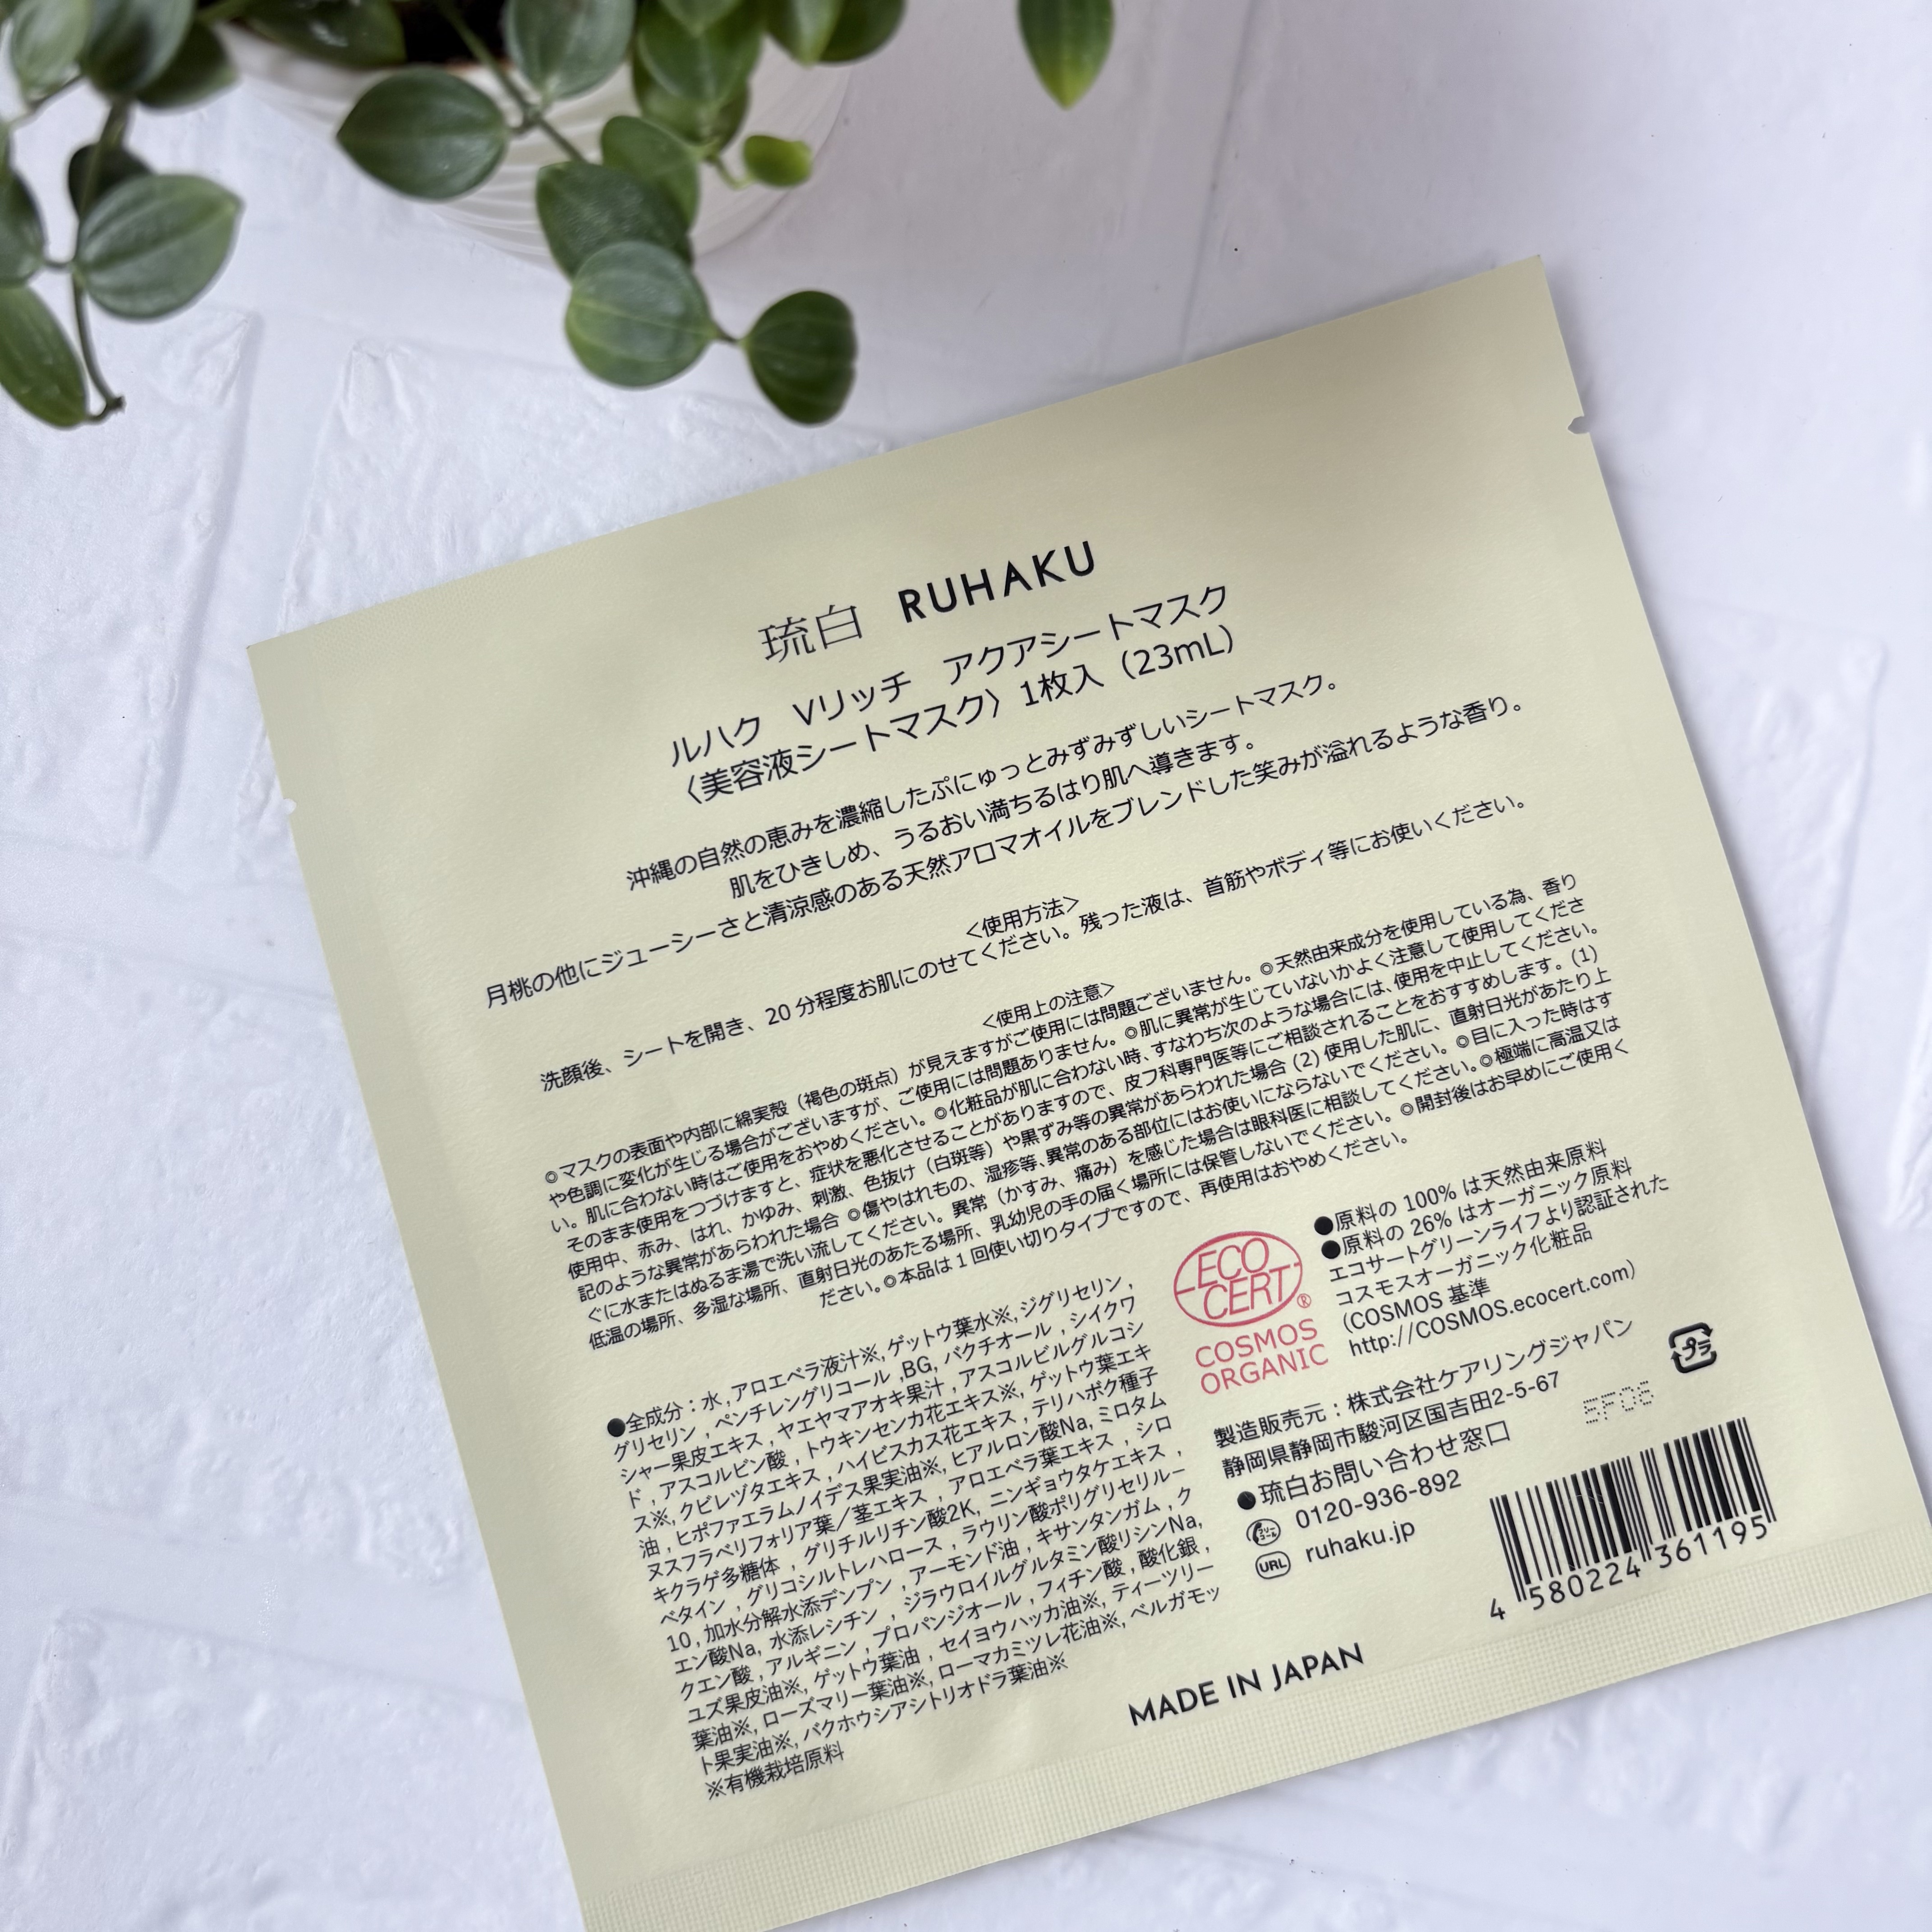 琉白 RUHAKU
ルハク Vリッチ アクアシートマスク
〈美容液シートマスク〉1枚入（23mL）
沖縄の自然の恵みを濃縮したぷにゅっとみずみずしいシートマスク。
肌をひきしめ、うるおい満ちるはり肌へ導きます。
月桃の他にジューシーさと清涼感のある天然アロマオイルをブレンドした笑みが溢れるような香り。
＜使用方法＞
洗顔後、シートを開き、20分程度お肌にのせてください。残った液は、首筋やボディ等にお使いください。
＜使用上の注意＞
◎マスクの表面や内部に綿実殻（褐色の斑点）が見えますがご使用には問題ございません。◎天然由来成分を使用している為、香り
や色調に変化が生じる場合がございますが、ご使用には問題ありません。◎肌に異常が生じていないかよく注意して使用してくださ
い。肌に合わない時はご使用をおやめください。◎化粧品が肌に合わない時、すなわち次のような場合には、使用を中止してください。
そのまま使用をつづけますと、症状を悪化させることがありますので、皮フ科専門医等にご相談されることをおすすめします。(1)
使用中、赤み、はれ、かゆみ、刺激、色抜け（白斑等）や黒ずみ等の異常があらわれた場合 (2) 使用した肌に、直射日光があたり上
記のような異常があらわれた場合 ◎傷やはれもの、湿疹等、異常のある部位にはお使いにならないでください。◎目に入った時はす
ぐに水またはぬるま湯で洗い流してください。異常（かすみ、痛み）を感じた場合は眼科医に相談してください。◎極端に高温又は
低温の場所、多湿な場所、直射日光のあたる場所、乳幼児の手の届く場所には保管しないでください。◎開封後はお早めにご使用く
ださい。◎本品は1回使い切りタイプですので、再使用はおやめください。
●全成分：水, アロエベラ液汁※, ゲットウ葉水※, ジグリセリン ,
グリセリン , ペンチレングリコール ,BG, バクチオール , シイクワ
シャー果皮エキス , ヤエヤマアオキ果汁 , アスコルビルグルコシ
ド , アスコルビン酸 , トウキンセンカ花エキス※, ゲットウ葉エキ
ス※, クビレヅタエキス , ハイビスカス花エキス , テリハボク種子
油 , ヒポファエラムノイデス果実油※, ヒアルロン酸Na, ミロタム
ヌスフラベリフォリア葉／茎エキス , アロエベラ葉エキス , シロ
キクラゲ多糖体 , グリチルリチン酸2K, ニンギョウタケエキス ,
ベタイン , グリコシルトレハロース , ラウリン酸ポリグリセリル－
10 , 加水分解水添デンプン , アーモンド油 , キサンタンガム , ク
エン酸Na, 水添レシチン , ジラウロイルグルタミン酸リシンNa,
クエン酸 , アルギニン , プロパンジオール , フィチン酸 , 酸化銀 ,
ユズ果皮油※, ゲットウ葉油 , セイヨウハッカ油※, ティーツリー
葉油※, ローズマリー葉油※, ローマカミツレ花油※, ベルガモッ
ト果実油※, バクホウシアシトリオドラ葉油※
※有機栽培原料
ECO
CERT®
COSMOS
ORGANIC
●原料の 100% は天然由来原料
●原料の 26% はオーガニック原料
エコサートグリーンライフより認証された
コスモスオーガニック化粧品
（COSMOS 基準
http://COSMOS.ecocert.com）
プラ
製造販売元：株式会社ケアリングジャパン
静岡県静岡市駿河区国吉田2-5-67
5F06
●琉白お問い合わせ窓口
0120-936-892
URL ruhaku.jp
4 580224 361195
MADE IN JAPAN